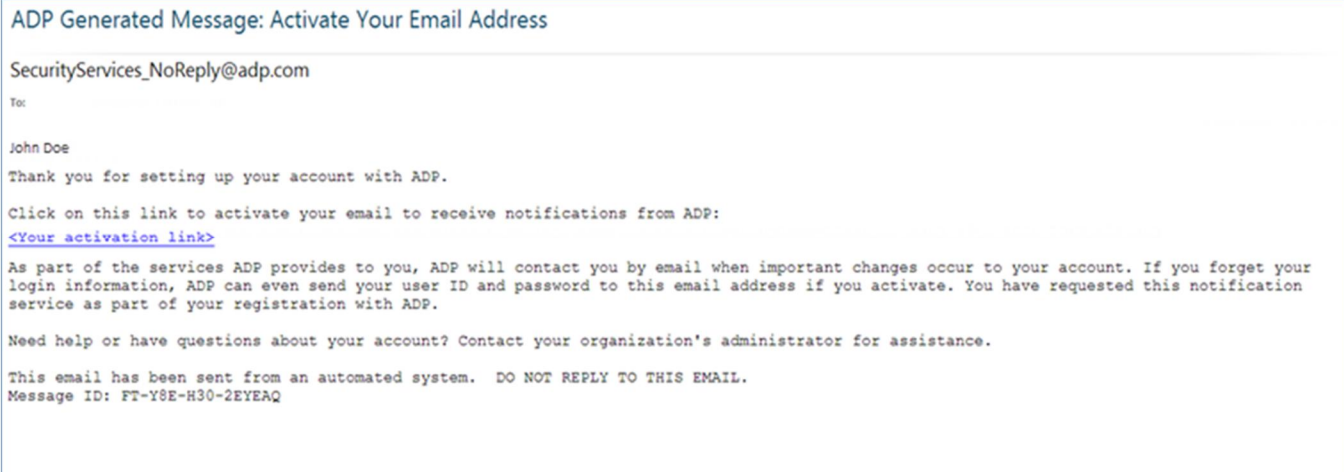 ADP Generated Message: Activate Your Email Address
SecurityServices_NoReply@adp.com
To:
John Doe
Thank you for setting up your account with ADP.
Click on this link to activate your email to receive notifications from ADP:
<Your activation link>
As part of the services ADP provides to you, ADP will contact you by email when important changes occur to your account. If you forget your
login information, ADP can even send your user ID and password to this email address if you activate. You have requested this notification
service as part of your registration with ADP.
Need help or have questions about your account? Contact your organization's administrator for assistance.
This email has been sent from an automated system.  DO NOT REPLY TO THIS EMAIL.
Message ID: FT-Y8E-H30-2EYEAQ